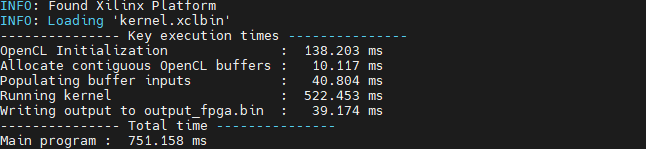 INFO: Found Xilinx Platform
INFO: Loading 'kernel.xclbin'
--------------- Key execution times ---------------
OpenCL Initialization              :  138.203 ms
Allocate contiguous OpenCL buffers :   10.117 ms
Populating buffer inputs           :   40.804 ms
Running kernel                     :  522.453 ms
Writing output to output_fpga.bin  :   39.174 ms
--------------- Total time ---------------
Main program :  751.158 ms